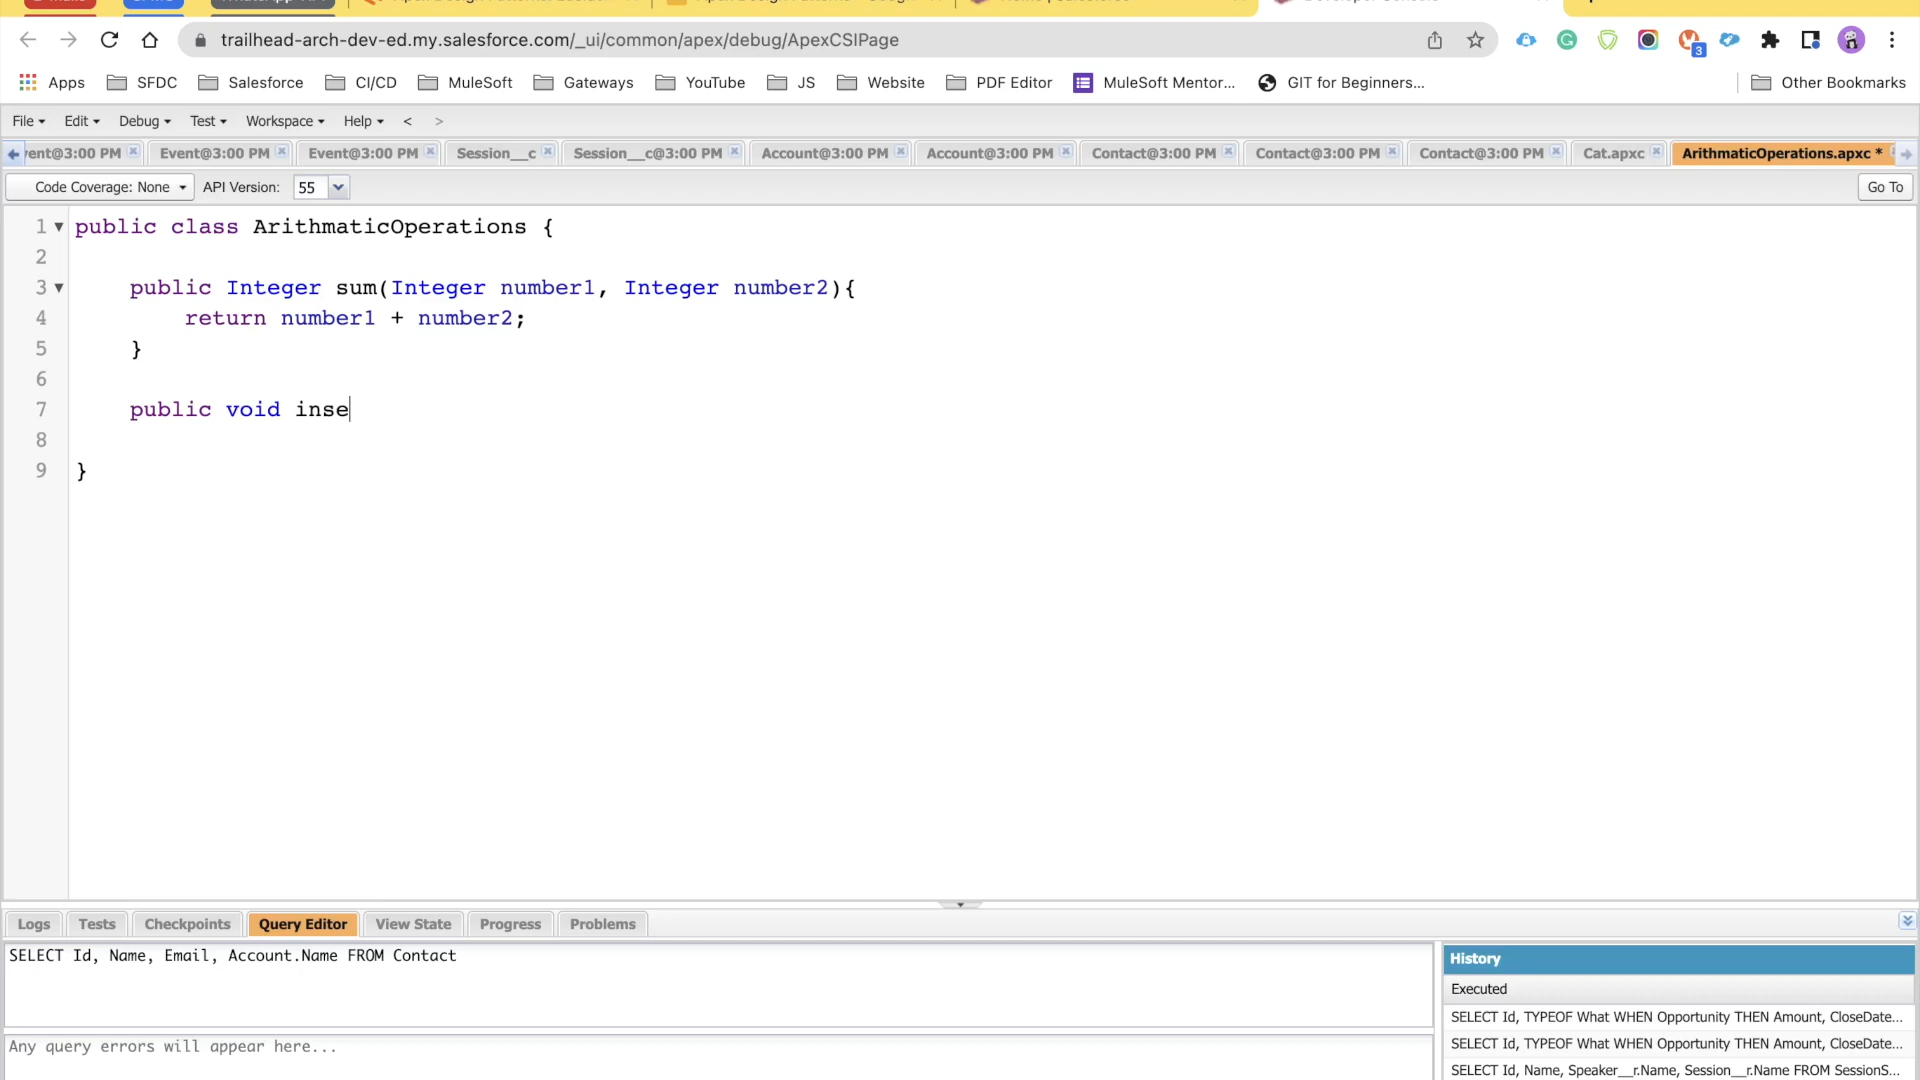 trailhead-arch-dev-ed.my.salesforce.com/_ui/common/apex/debug/ApexCSIPage
3
Apps SFDC Salesforce CI/CD MuleSoft Gateways YouTube JS Website PDF Editor MuleSoft Mentor... GIT for Beginners... Other Bookmarks
File Edit Debug Test Workspace Help < >
vent@3:00 PM Event@3:00 PM Event@3:00 PM Session__c Session__c@3:00 PM Account@3:00 PM Account@3:00 PM Contact@3:00 PM Contact@3:00 PM Contact@3:00 PM Cat.apxc ArithmaticOperations.apxc *
Code Coverage: None API Version: 55 Go To
1 public class ArithmaticOperations {
2
3 public Integer sum(Integer number1, Integer number2){
4 return number1 + number2;
5 }
6
7 public void inse
8
9 }
Logs Tests Checkpoints Query Editor View State Progress Problems
SELECT Id, Name, Email, Account.Name FROM Contact
Any query errors will appear here...
History
Executed
SELECT Id, TYPEOF What WHEN Opportunity THEN Amount, CloseDate...
SELECT Id, TYPEOF What WHEN Opportunity THEN Amount, CloseDate...
SELECT Id, Name, Speaker__r.Name, Session__r.Name FROM SessionS...